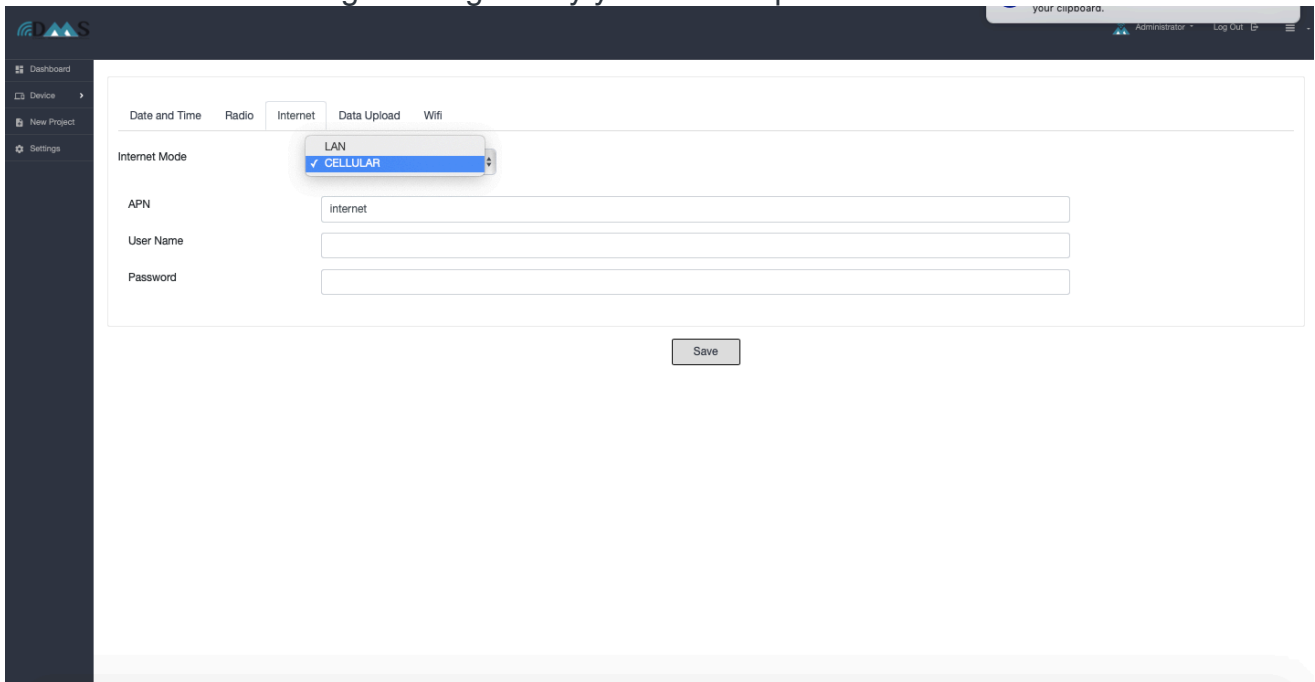 your clipboard.
DMMS
Administrator
Log Out
Dashboard
Device
New Project
Settings
Date and Time Radio Internet Data Upload Wifi
Internet Mode
LAN
✓ CELLULAR
APN
internet
User Name
Password
Save